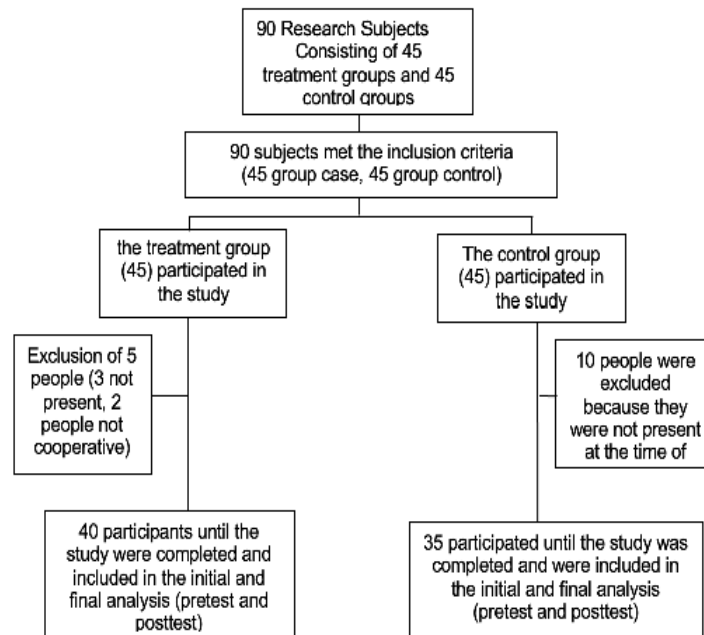 90 Research Subjects
Consisting of 45
treatment groups and 45
control groups
90 subjects met the inclusion criteria
(45 group case, 45 group control)
the treatment group
(45) participated in
the study
The control group
(45) participated in
the study
Exclusion of 5
people (3 not
present, 2
people not
cooperative)
10 people were
excluded
because they
were not present
at the time of
40 participants until the
study were completed and
included in the initial and
final analysis (pretest and
posttest)
35 participated until the study was
completed and were included in
the initial and final analysis
(pretest and posttest)